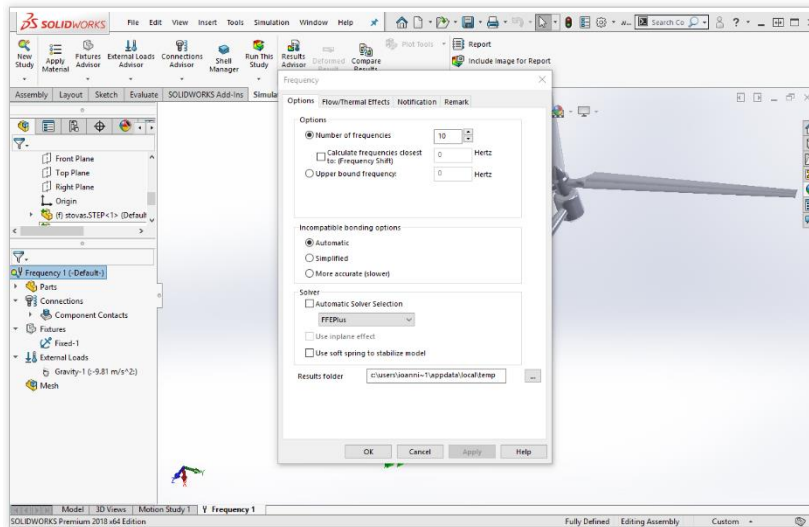 SOLIDWORKS File Edit View Insert Tools Simulation Window Help Search Co
New Study Apply Material Fixtures Advisor External Loads Advisor Connections Advisor Shell Manager Run This Study Results Advisor Deformed Result Compare Results Plot Tools Report
Include Image for Report
Assembly Layout Sketch Evaluate SOLIDWORKS Add-Ins Simula
Frequency
Options Flow/Thermal Effects Notification Remark
Options
Number of frequencies 10
Calculate frequencies closest to: (Frequency Shift) 0 Hertz
Upper bound frequency: 0 Hertz
Incompatible bonding options
Automatic
Simplified
More accurate (slower)
Solver
Automatic Solver Selection
FFEPlus
Use inplane effect
Use soft spring to stabilize model
Results folder c:\users\ioanni~1\appdata\local\temp ...
OK Cancel Apply Help
Front Plane
Top Plane
Right Plane
Origin
(f) stovas.STEP<1> (Default
Frequency 1 (-Default-)
Parts
Connections
Component Contacts
Fixtures
Fixed-1
External Loads
Gravity-1 (:-9.81 m/s^2:)
Mesh
Model 3D Views Motion Study 1 Frequency 1
SOLIDWORKS Premium 2018 x64 Edition Fully Defined Editing Assembly Custom